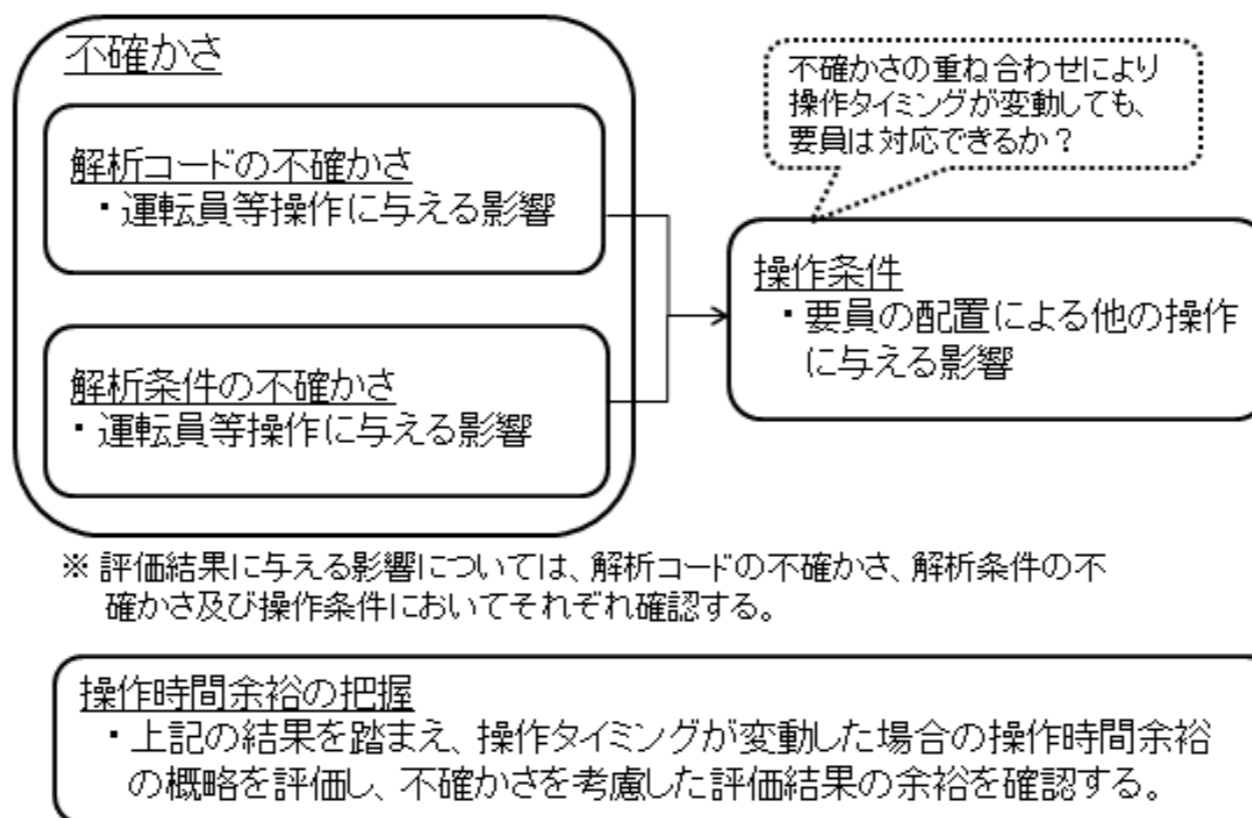 不確かさ
解析コードの不確かさ
・運転員等操作に与える影響
解析条件の不確かさ
・運転員等操作に与える影響
不確かさの重ね合わせにより
操作タイミングが変動しても、
要員は対応できるか？
操作条件
・要員の配置による他の操作
に与える影響
※ 評価結果に与える影響については、解析コードの不確かさ、解析条件の不
確かさ及び操作条件においてそれぞれ確認する。
操作時間余裕の把握
・上記の結果を踏まえ、操作タイミングが変動した場合の操作時間余裕
の概略を評価し、不確かさを考慮した評価結果の余裕を確認する。